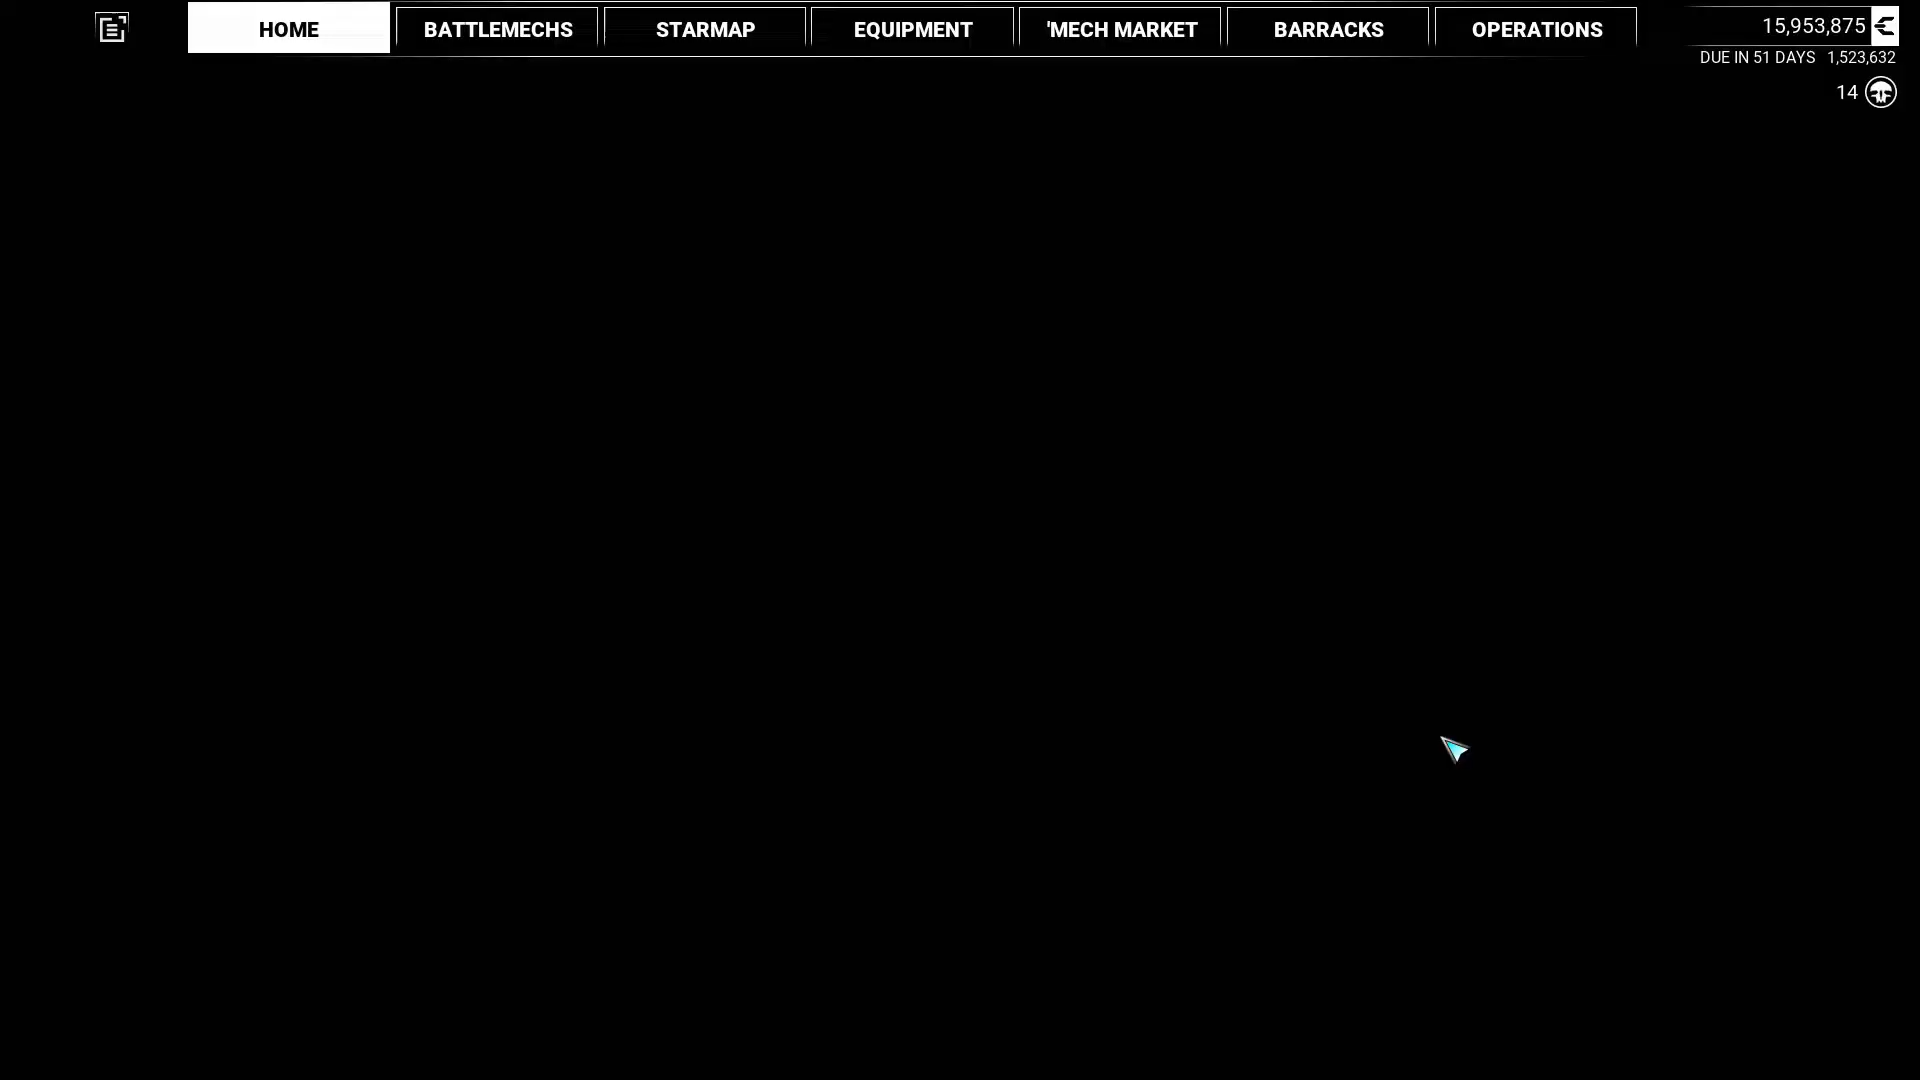 HOME
BATTLEMECHS
STARMAP
EQUIPMENT
'MECH MARKET
BARRACKS
OPERATIONS
15,953,875
DUE IN 51 DAYS 1,523,632
14